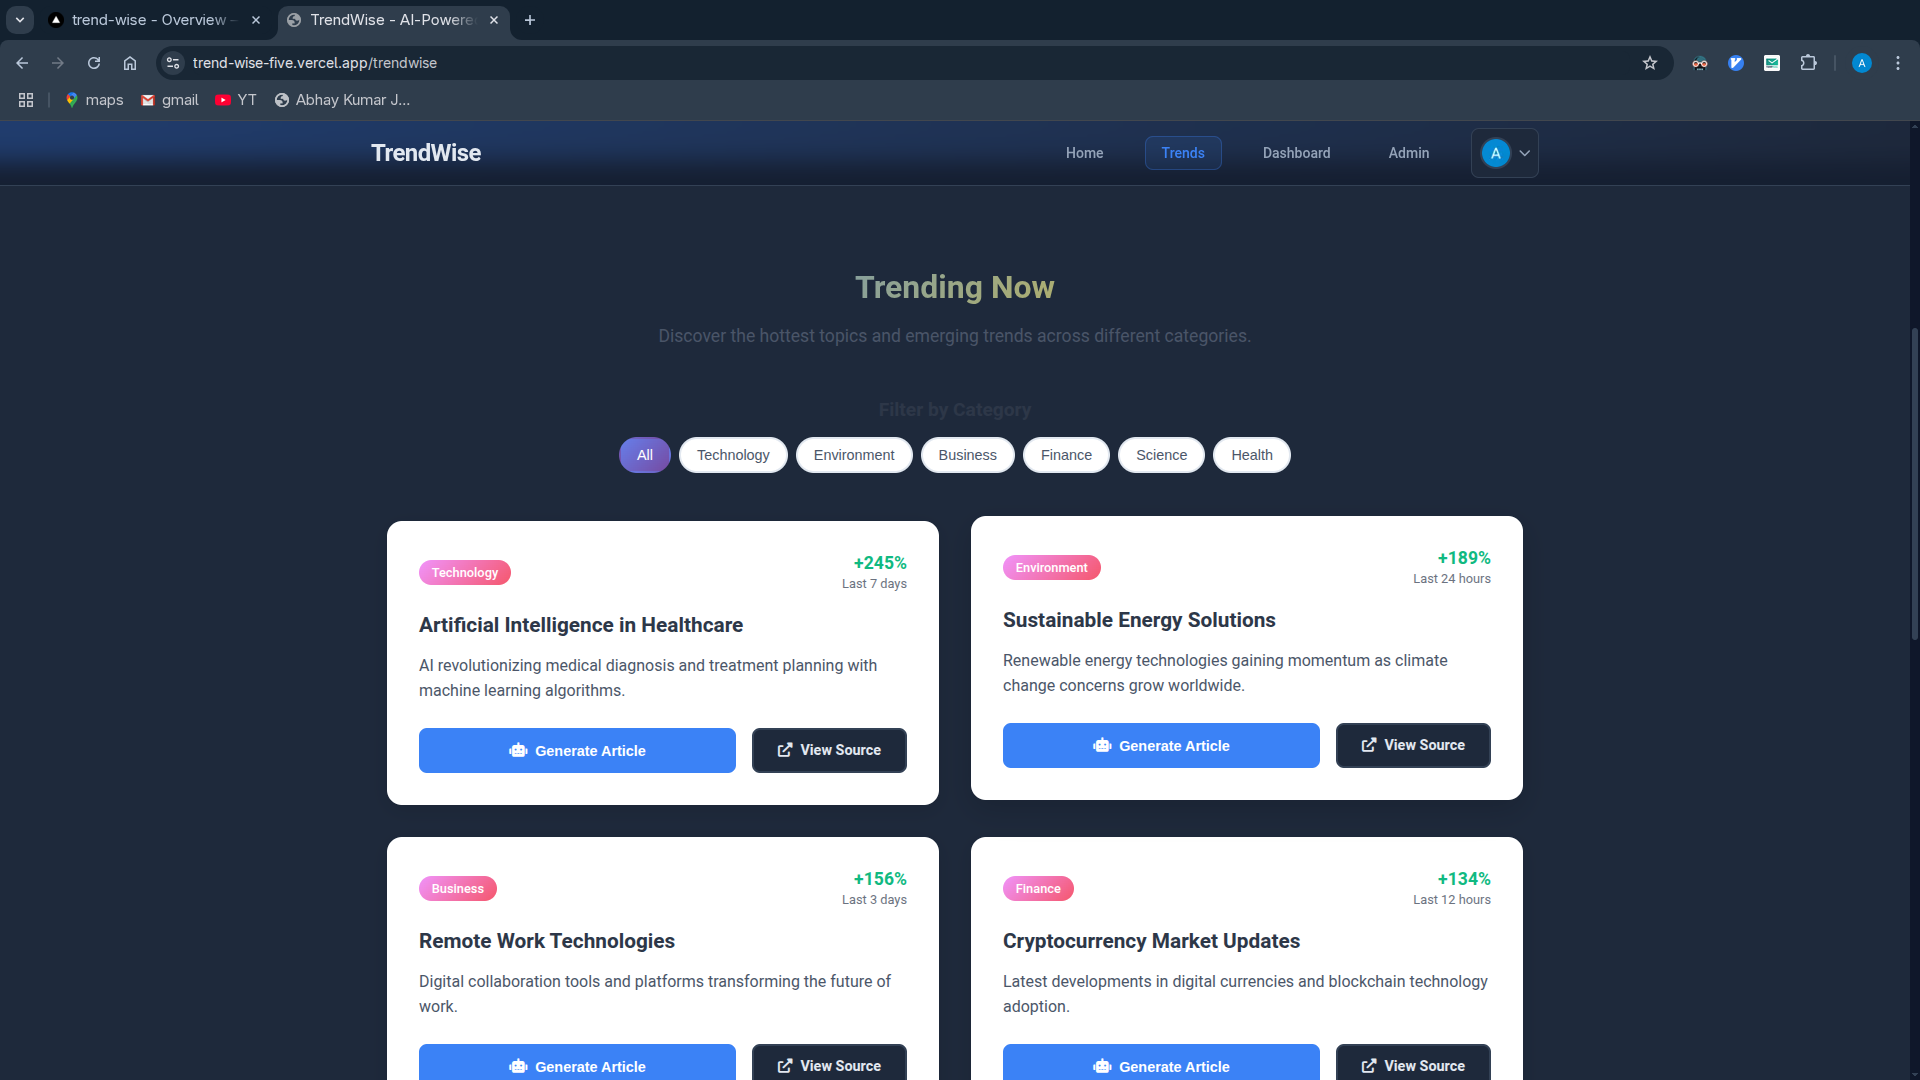 trend-wise - Overview
TrendWise - AI-Powere
trend-wise-five.vercel.app/trendwise
A
maps
gmail
YT
Abhay Kumar J...
TrendWise
Home
Trends
Dashboard
Admin
A
Trending Now
Discover the hottest topics and emerging trends across different categories.
Filter by Category
All
Technology
Environment
Business
Finance
Science
Health
Technology
+245%
Last 7 days
Artificial Intelligence in Healthcare
AI revolutionizing medical diagnosis and treatment planning with
machine learning algorithms.
Generate Article
View Source
Environment
+189%
Last 24 hours
Sustainable Energy Solutions
Renewable energy technologies gaining momentum as climate
change concerns grow worldwide.
Generate Article
View Source
Business
+156%
Last 3 days
Remote Work Technologies
Digital collaboration tools and platforms transforming the future of
work.
Generate Article
View Source
Finance
+134%
Last 12 hours
Cryptocurrency Market Updates
Latest developments in digital currencies and blockchain technology
adoption.
Generate Article
View Source